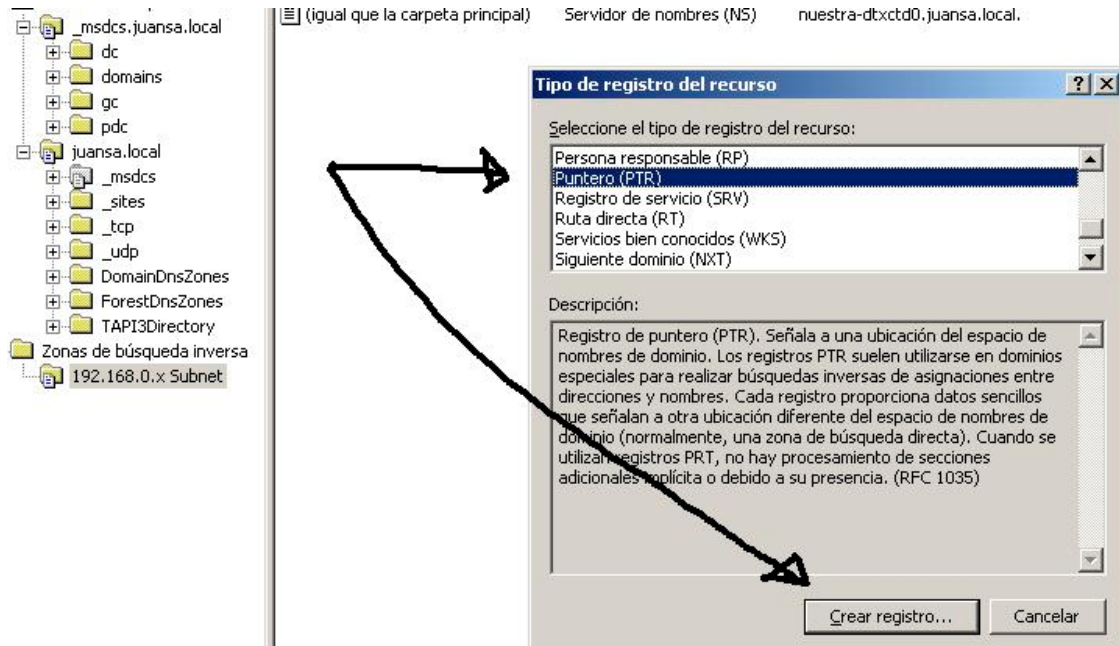 _msdcs.juansa.local
dc
domains
gc
pdc
juansa.local
_msdcs
_sites
_tcp
_udp
DomainDnsZones
ForestDnsZones
TAPI3Directory
Zonas de búsqueda inversa
192.168.0.x Subnet
(igual que la carpeta principal) Servidor de nombres (NS) nuestra-dtxctd0.juansa.local.
Tipo de registro del recurso
Seleccione el tipo de registro del recurso:
Persona responsable (RP)
Puntero (PTR)
Registro de servicio (SRV)
Ruta directa (RT)
Servicios bien conocidos (WKS)
Siguiente dominio (NXT)
Descripción:
Registro de puntero (PTR). Señala a una ubicación del espacio de
nombres de dominio. Los registros PTR suelen utilizarse en dominios
especiales para realizar búsquedas inversas de asignaciones entre
direcciones y nombres. Cada registro proporciona datos sencillos
que señalan a otra ubicación diferente del espacio de nombres de
dominio (normalmente, una zona de búsqueda directa). Cuando se
utilizan registros PRT, no hay procesamiento de secciones
adicionales implícita o debido a su presencia. (RFC 1035)
Crear registro... Cancelar